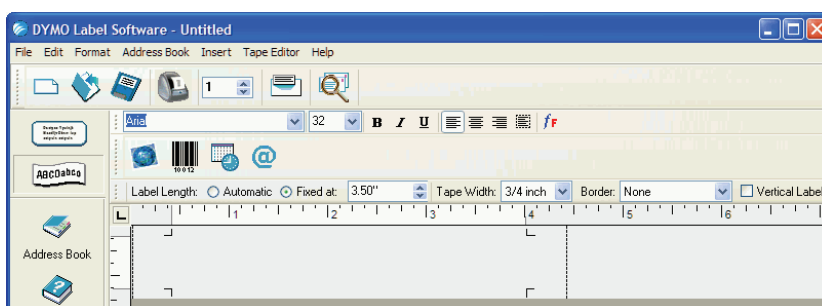 DYMO Label Software - Untitled
File Edit Format Address Book Insert Tape Editor Help
1
Arial 32 B I U fF
10012
ABCDabcd
Label Length: Automatic Fixed at: 3.50" Tape Width: 3/4 inch Border: None Vertical Label
L 1 2 3 4 5 6
Address Book